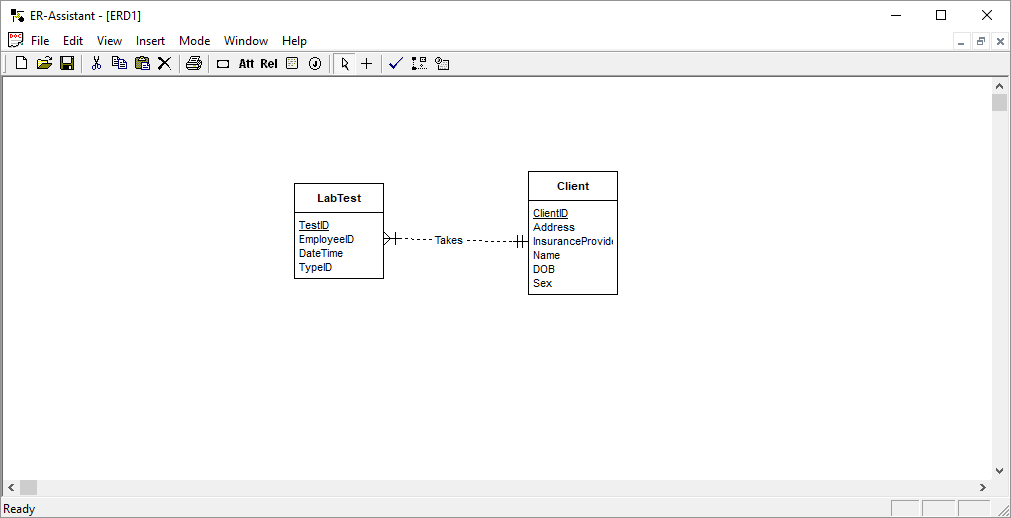 ER-Assistant - [ERD1]
DOC File Edit View Insert Mode Window Help
Att Rel J
LabTest
TestID
EmployeeID
DateTime
TypeID
Takes
Client
ClientID
Address
InsuranceProvide
Name
DOB
Sex
Ready